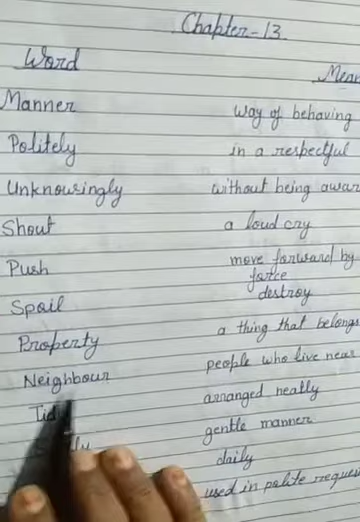 Chapter-13
Word
Manner way of behaving
Politely in a respectful
Unknowingly without being
Shout a loud cry
Push move forward by
force
Spoil destroy
Property a thing that belongs
Neighbour people who live near
arranged neatly
gentle manner
daily
used in polite